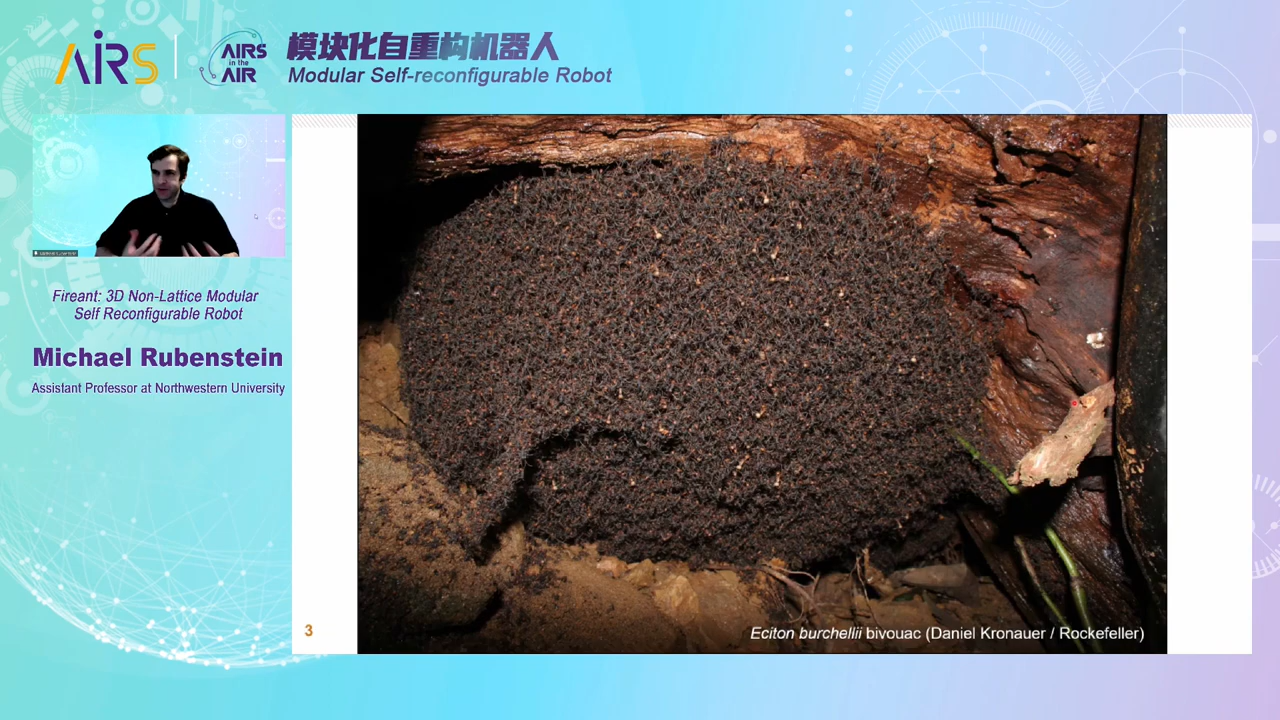 AIRS
AIRS
in the
AIR
模块化自重构机器人
Modular Self-reconfigurable Robot
Fireant: 3D Non-Lattice Modular
Self Reconfigurable Robot
Michael Rubenstein
Assistant Professor at Northwestern University
3
Eciton burchellii bivouac (Daniel Kronauer / Rockefeller)